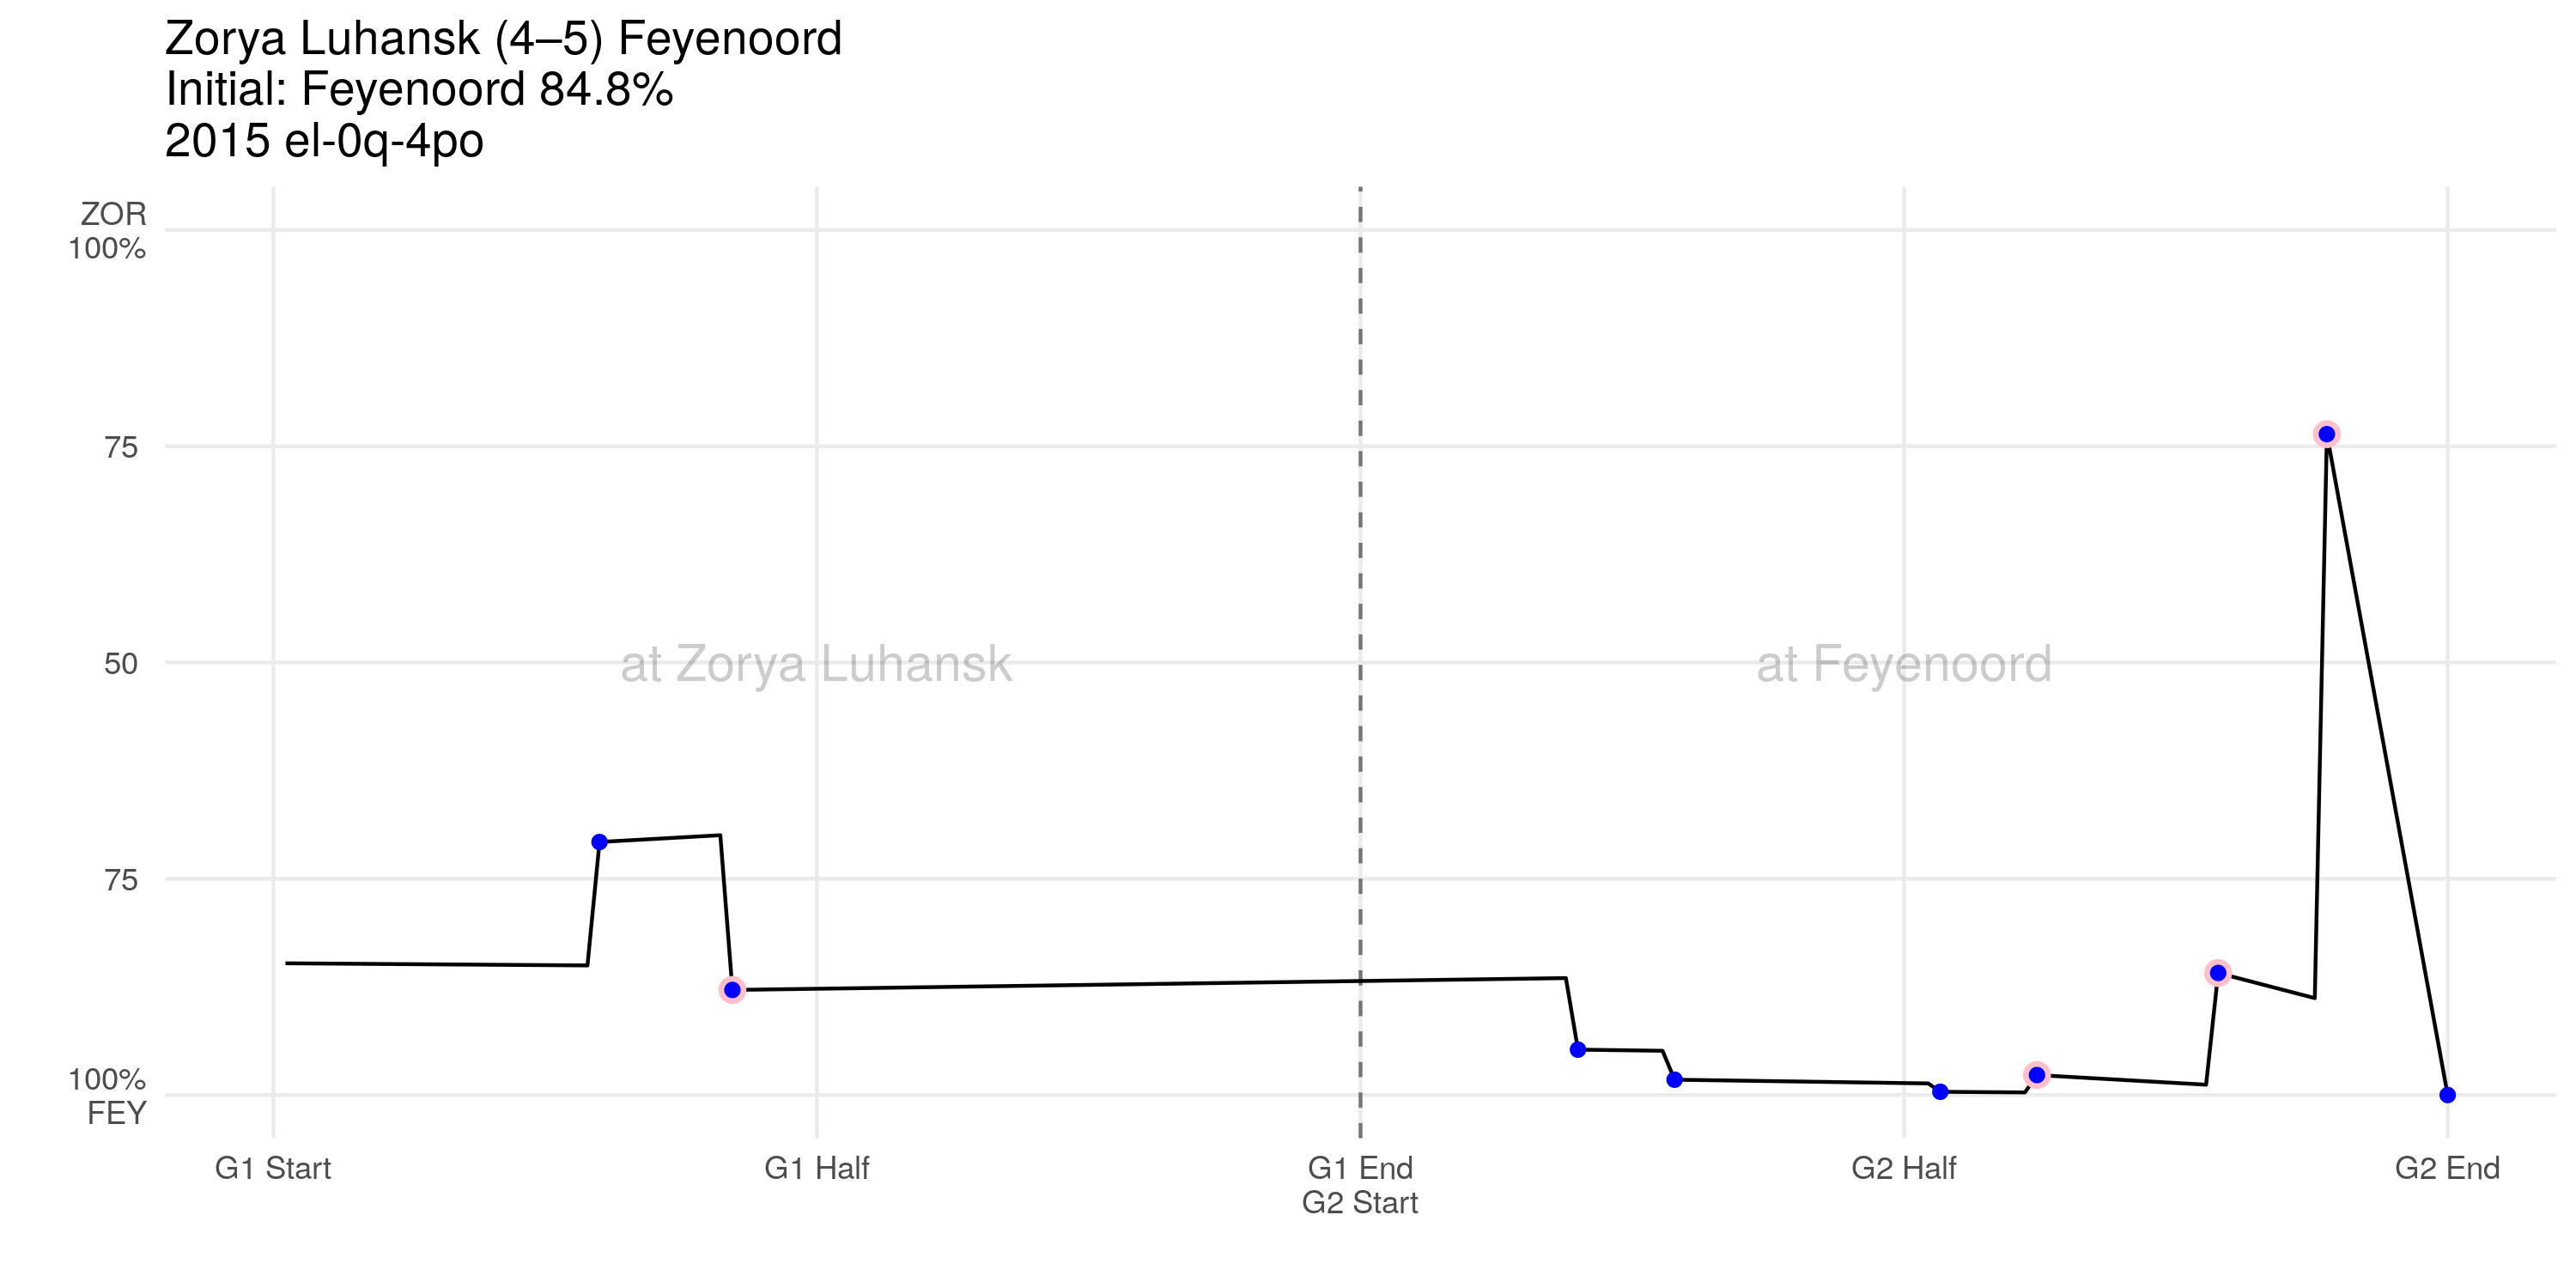 Zorya Luhansk (4–5) Feyenoord
Initial: Feyenoord 84.8%
2015 el-0q-4po
ZOR
100%
75
50
75
100%
FEY
at Zorya Luhansk
at Feyenoord
G1 Start
G1 Half
G1 End
G2 Start
G2 Half
G2 End